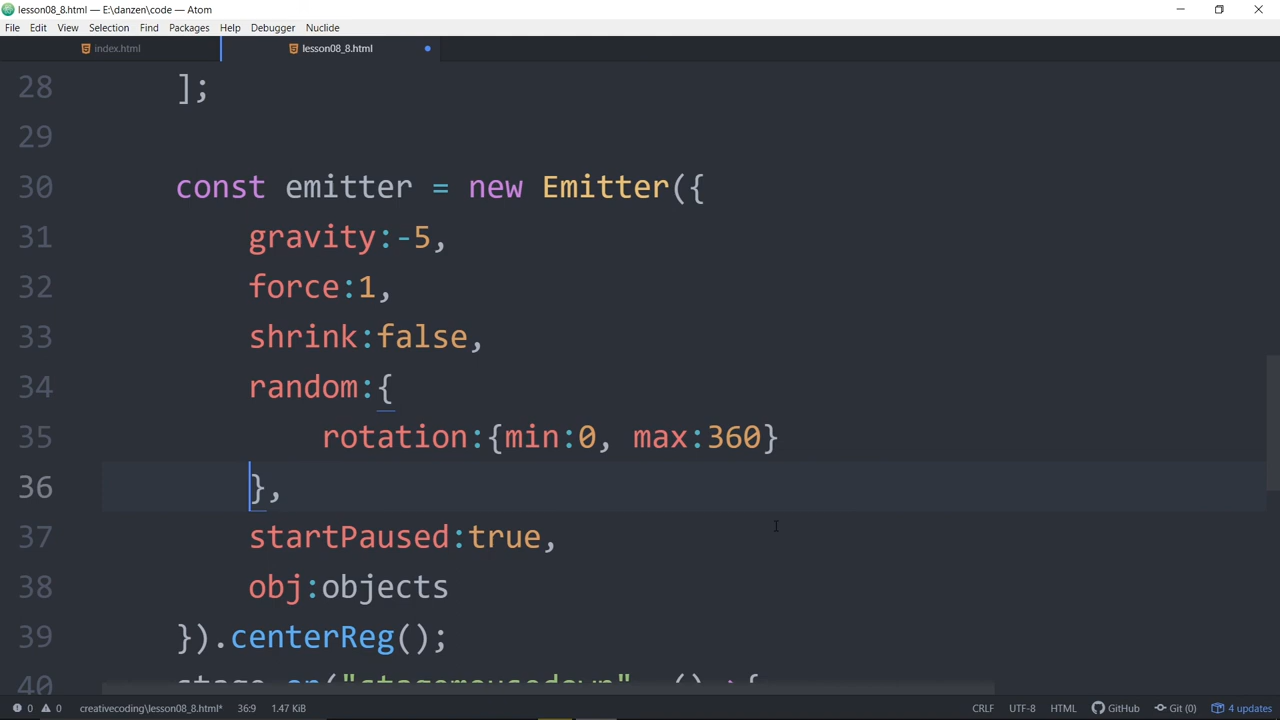 lesson08_8.html — E:\danzen\code — Atom
File Edit View Selection Find Packages Help Debugger Nuclide
index.html lesson08_8.html
28 ];
29
30 const emitter = new Emitter({
31 gravity:-5,
32 force:1,
33 shrink:false,
34 random:{
35 rotation:{min:0, max:360}
36 },
37 startPaused:true,
38 obj:objects
39 }).centerReg();
40 stage.on("stagemousedown", ()=>{
0 0 creativecoding\lesson08_8.html* 36:9 1.47 KiB CRLF UTF-8 HTML GitHub Git (0) 4 updates